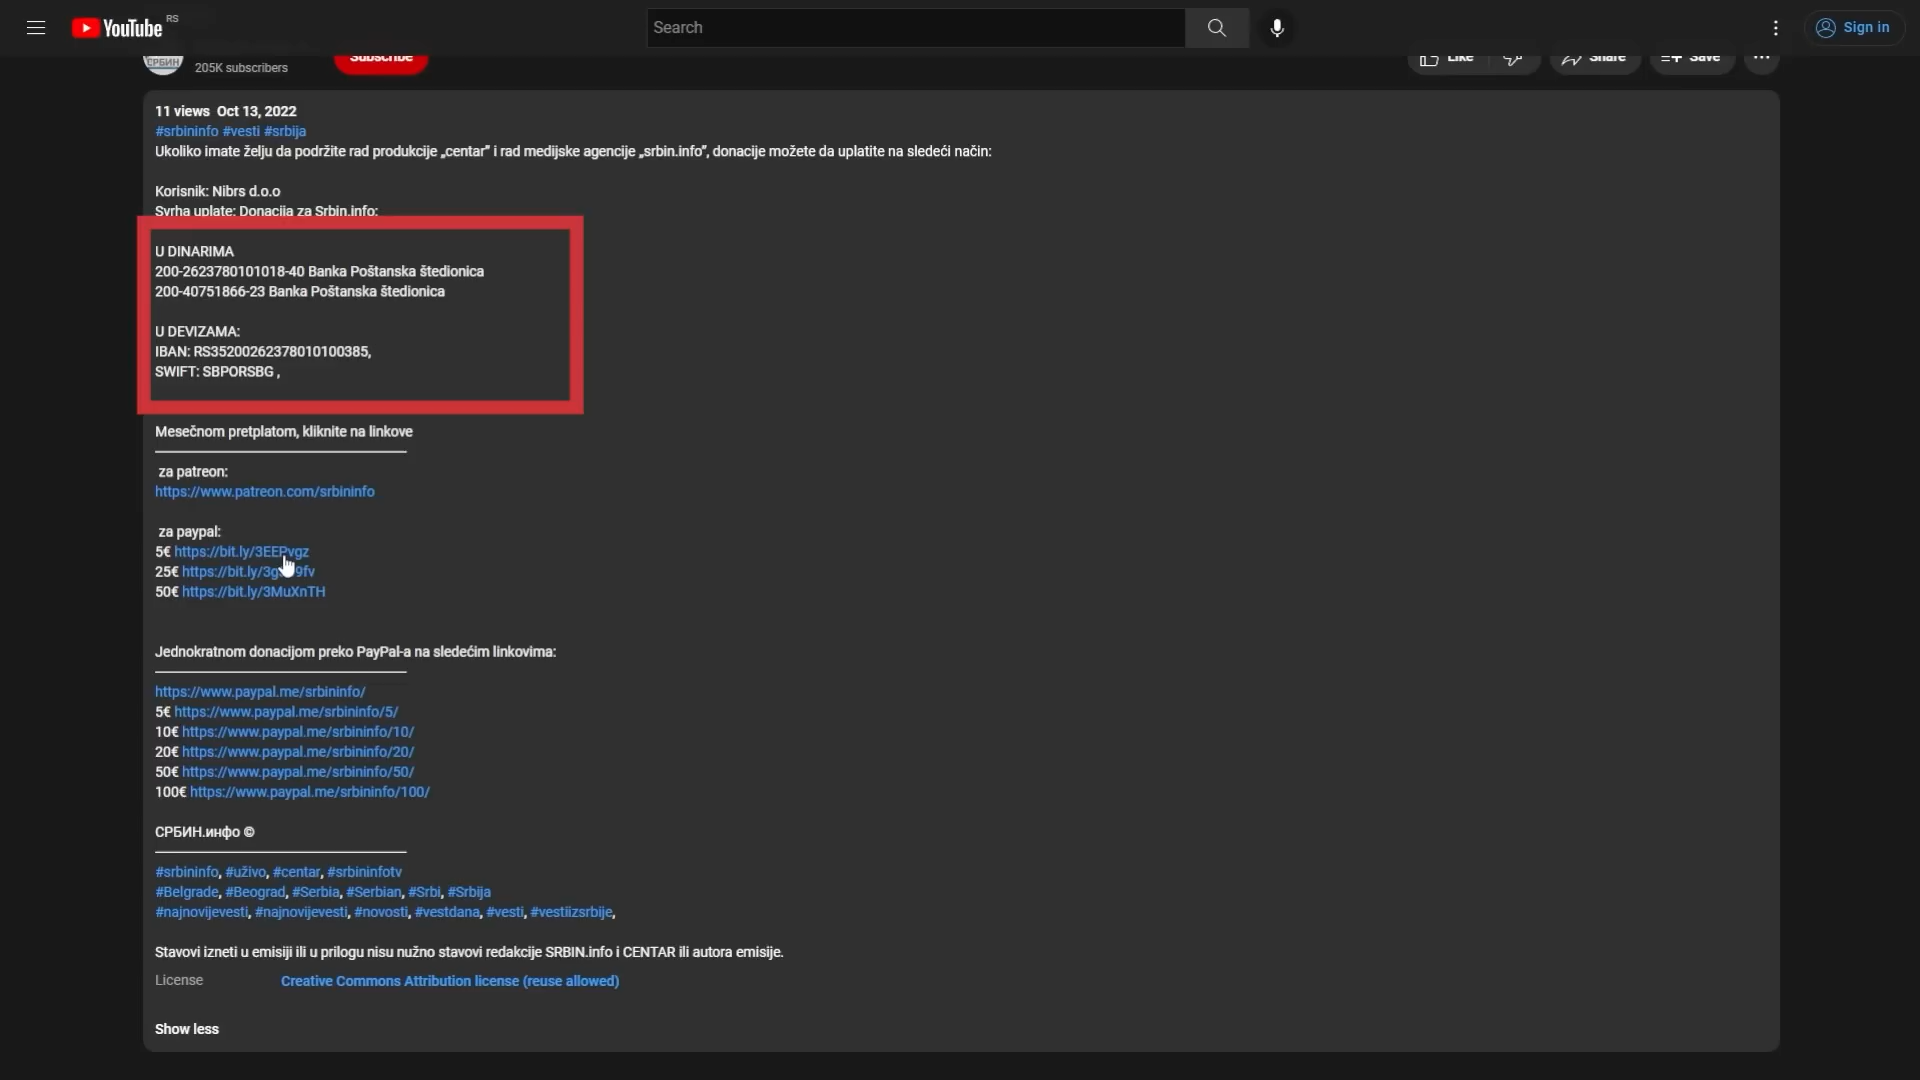 YouTube RS
Search
Sign in
СРБИН
205K subscribers
Subscribe
Like
Share
Save
11 views Oct 13, 2022
#srbininfo #vesti #srbija
Ukoliko imate želju da podržite rad produkcije „centar” i rad medijske agencije „srbin.info”, donacije možete da uplatite na sledeći način:
Korisnik: Nibrs d.o.o
Svrha uplate: Donacija za Srbin.info:
U DINARIMA
200-2623780101018-40 Banka Poštanska štedionica
200-40751866-23 Banka Poštanska štedionica
U DEVIZAMA:
IBAN: RS35200262378010100385,
SWIFT: SBPORSBG ,
Mesečnom pretplatom, kliknite na linkove
za patreon:
https://www.patreon.com/srbininfo
za paypal:
5€ https://bit.ly/3EEPvgz
25€
50€ https://bit.ly/3MuXnTH
Jednokratnom donacijom preko PayPal-a na sledećim linkovima:
https://www.paypal.me/srbininfo/
5€ https://www.paypal.me/srbininfo/5/
10€ https://www.paypal.me/srbininfo/10/
20€ https://www.paypal.me/srbininfo/20/
50€ https://www.paypal.me/srbininfo/50/
100€ https://www.paypal.me/srbininfo/100/
СРБИН.инфо ©
#srbininfo, #uživo, #centar, #srbininfotv
#Belgrade, #Beograd, #Serbia, #Serbian, #Srbi, #Srbija
#najnovijevesti, #najnovijevesti, #novosti, #vestdana, #vesti, #vestiizsrbije,
Stavovi izneti u emisiji ili u prilogu nisu nužno stavovi redakcije SRBIN.info i CENTAR ili autora emisije.
License Creative Commons Attribution license (reuse allowed)
Show less